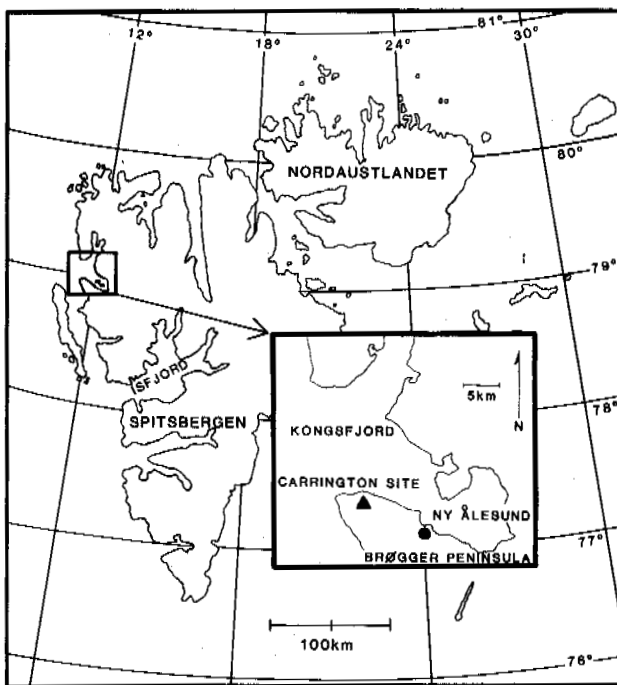 12°
18°
24°
81°
30°
80°
NORDAUSTLANDET
79°
SFJORD
78°
SPITSBERGEN
5km
N
KONGSFJORD
CARRINGTON SITE
NY ÅLESUND
BRØGGER PENINSULA
77°
100km
76°